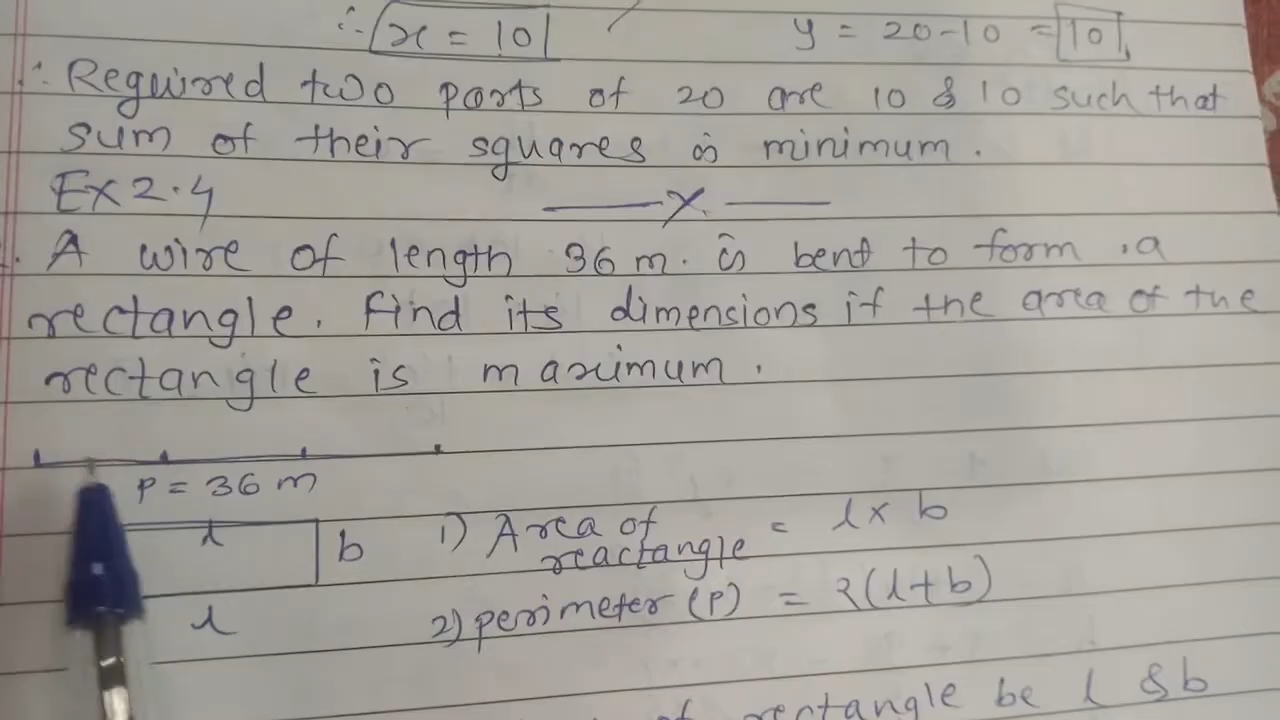 ∴ x = 10 y = 20-10 = 10
∴ Required two parts of 20 are 10 & 10 such that
sum of their squares is minimum.
Ex 2.4 —x—
A wire of length 36 m. is bent to form .a
rectangle. Find its dimensions if the area of the
rectangle is maximum.
P = 36 m
l b 1) Area of reactangle = l x b
l 2) perimeter (P) = 2(l+b)
of rectangle be l & b